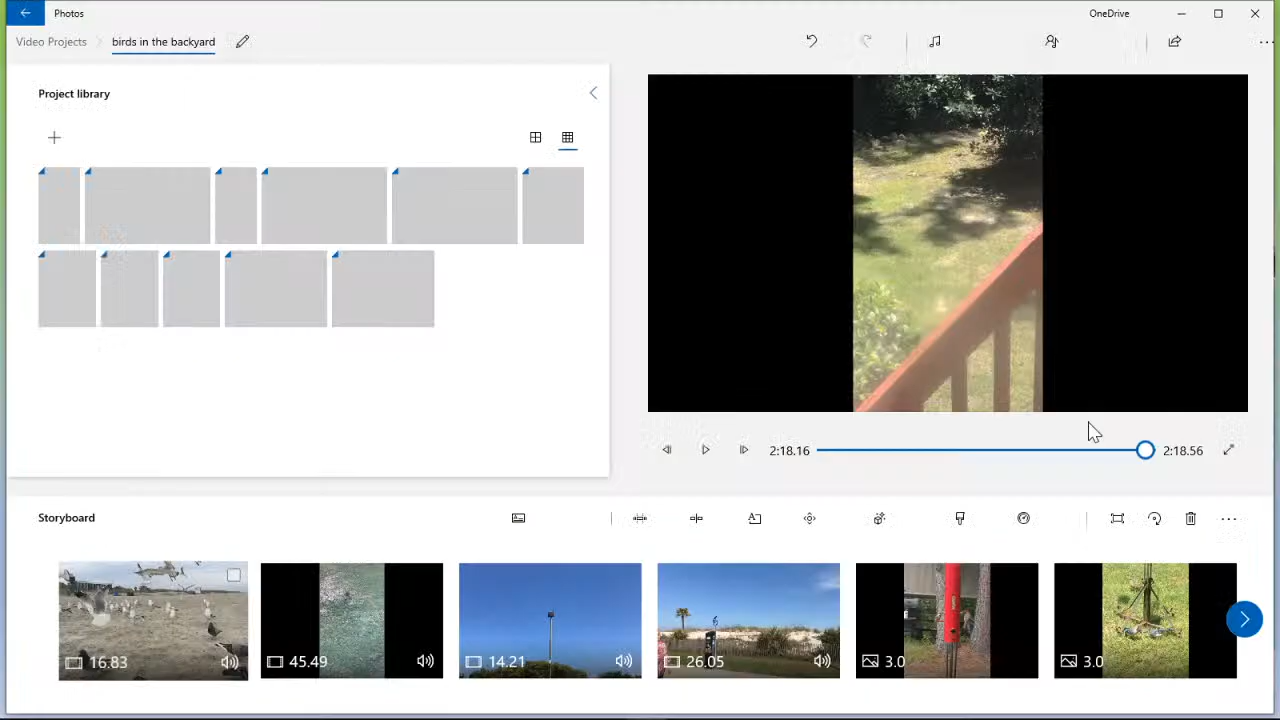 Photos
OneDrive
Video Projects
birds in the backyard
Project library
2:18.16
2:18.56
Storyboard
16.83
45.49
14.21
26.05
3.0
3.0